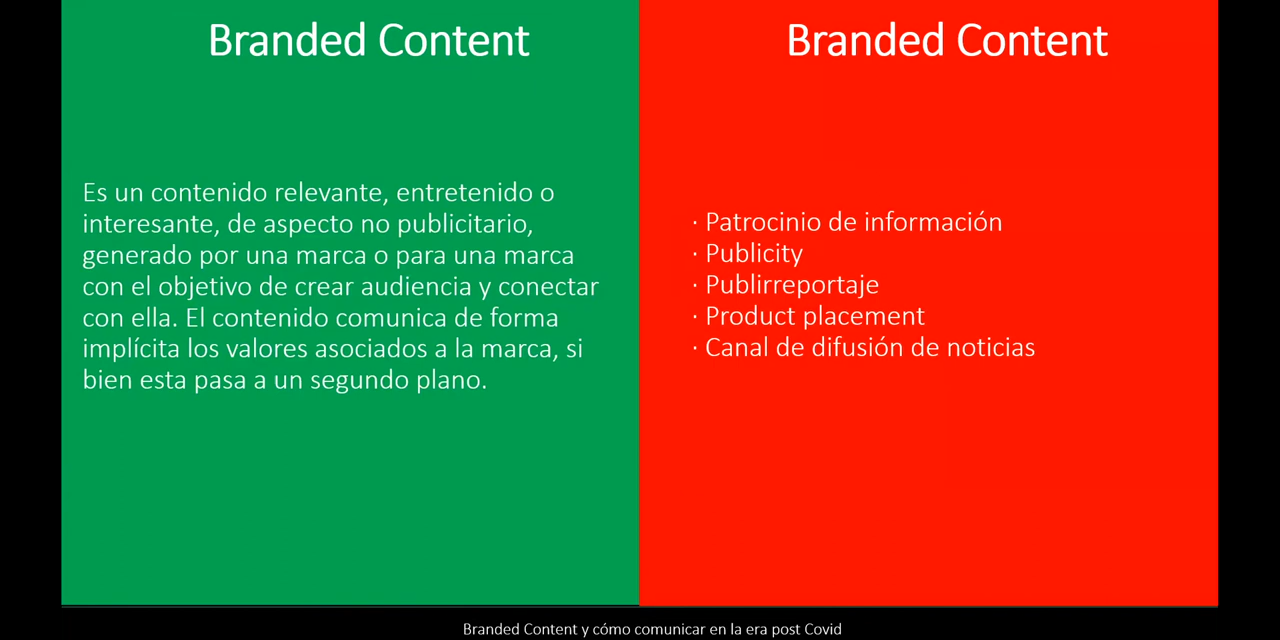 Branded Content
Es un contenido relevante, entretenido o
interesante, de aspecto no publicitario,
generado por una marca o para una marca
con el objetivo de crear audiencia y conectar
con ella. El contenido comunica de forma
implícita los valores asociados a la marca, si
bien esta pasa a un segundo plano.
Branded Content
· Patrocinio de información
· Publicity
· Publirreportaje
· Product placement
· Canal de difusión de noticias
Branded Content y cómo comunicar en la era post Covid